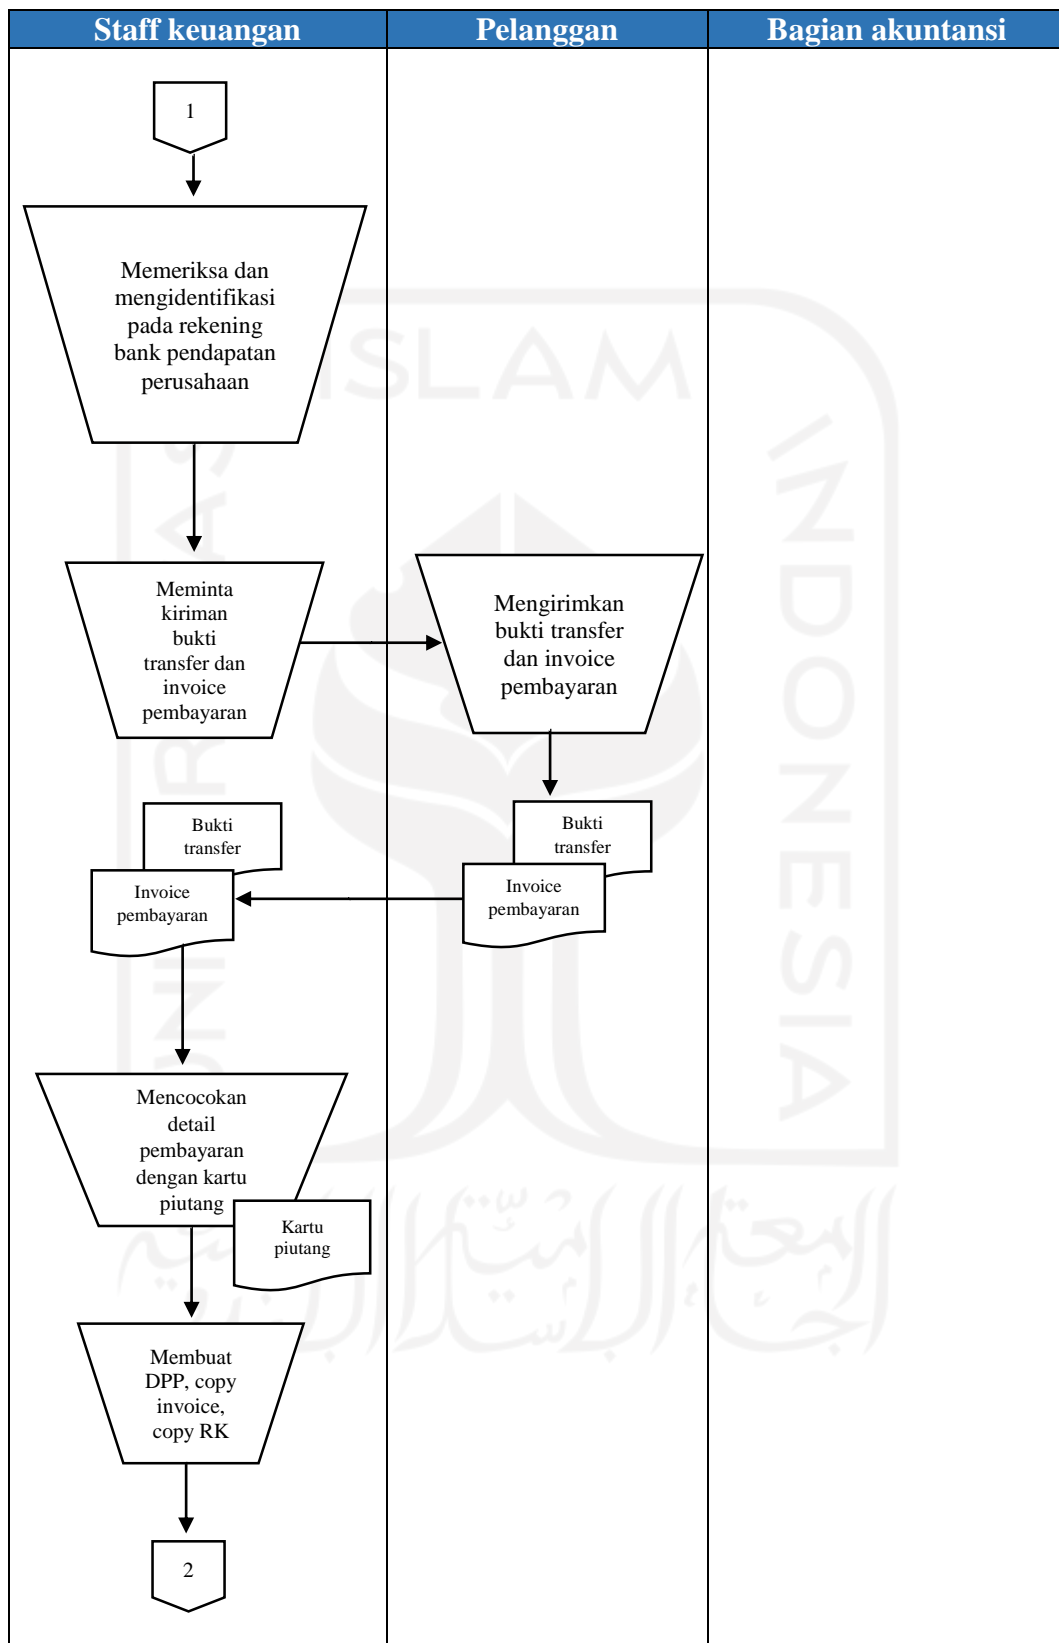 Staff keuangan
Pelanggan
Bagian akuntansi
1
Memeriksa dan
mengidentifikasi
pada rekening
bank pendapatan
perusahaan
Meminta
kiriman
bukti
transfer dan
invoice
pembayaran
Mengirimkan
bukti transfer
dan invoice
pembayaran
Bukti
transfer
Invoice
pembayaran
Bukti
transfer
Invoice
pembayaran
Mencocokan
detail
pembayaran
dengan kartu
piutang
Kartu
piutang
Membuat
DPP, copy
invoice,
copy RK
2
ISLAM
INDONESIA